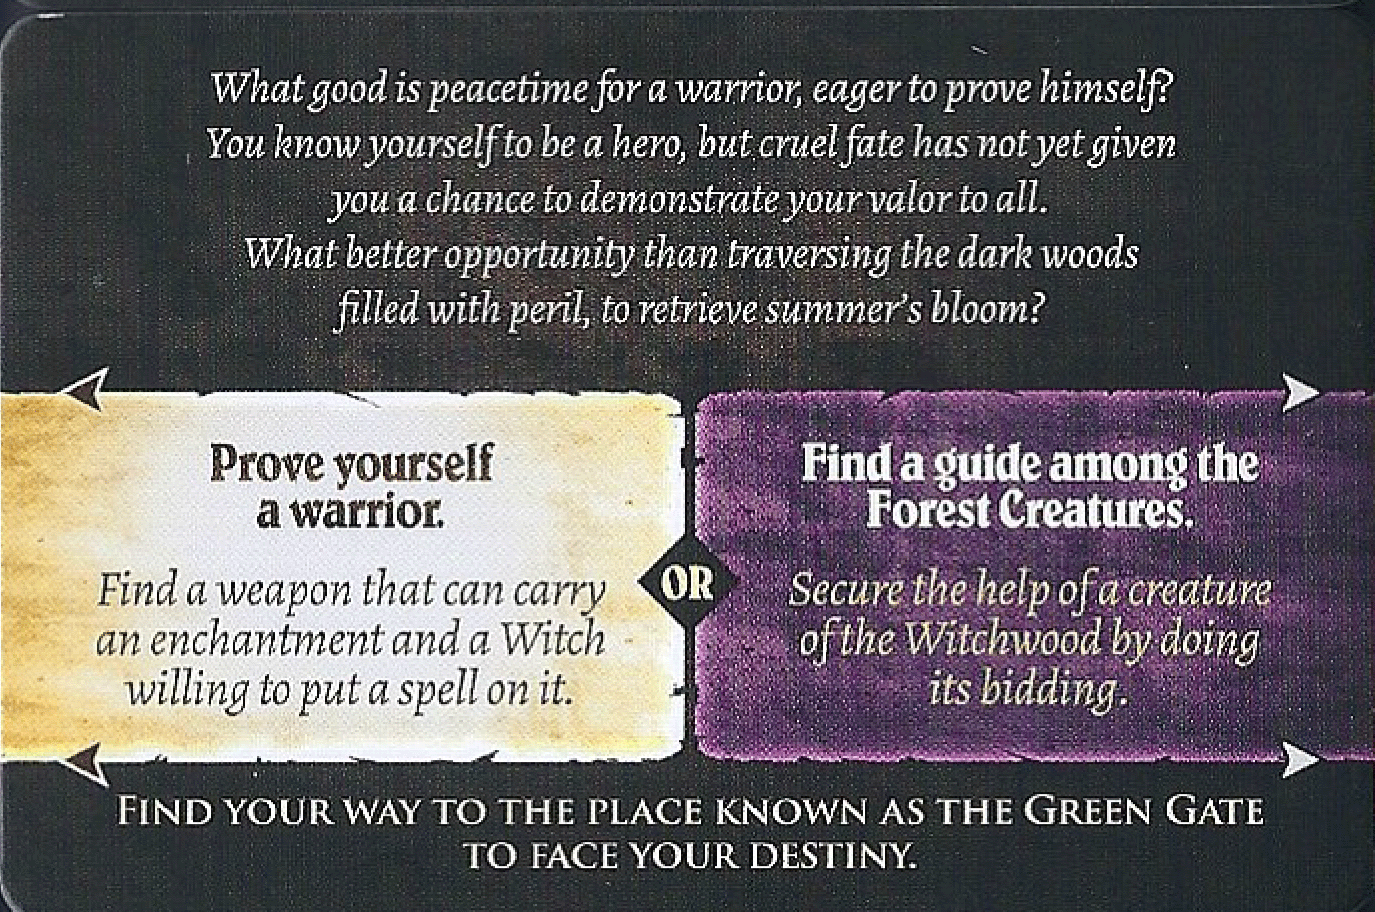 What good is peacetime for a warrior, eager to prove himself?
You know yourself to be a hero, but cruel fate has not yet given
you a chance to demonstrate your valor to all.
What better opportunity than traversing the dark woods
filled with peril, to retrieve summer's bloom?
Prove yourself
a warrior.
Find a weapon that can carry
an enchantment and a Witch
willing to put a spell on it.
OR
Find a guide among the
Forest Creatures.
Secure the help of a creature
of the Witchwood by doing
its bidding.
Find your way to the place known as the Green Gate
to face your destiny.